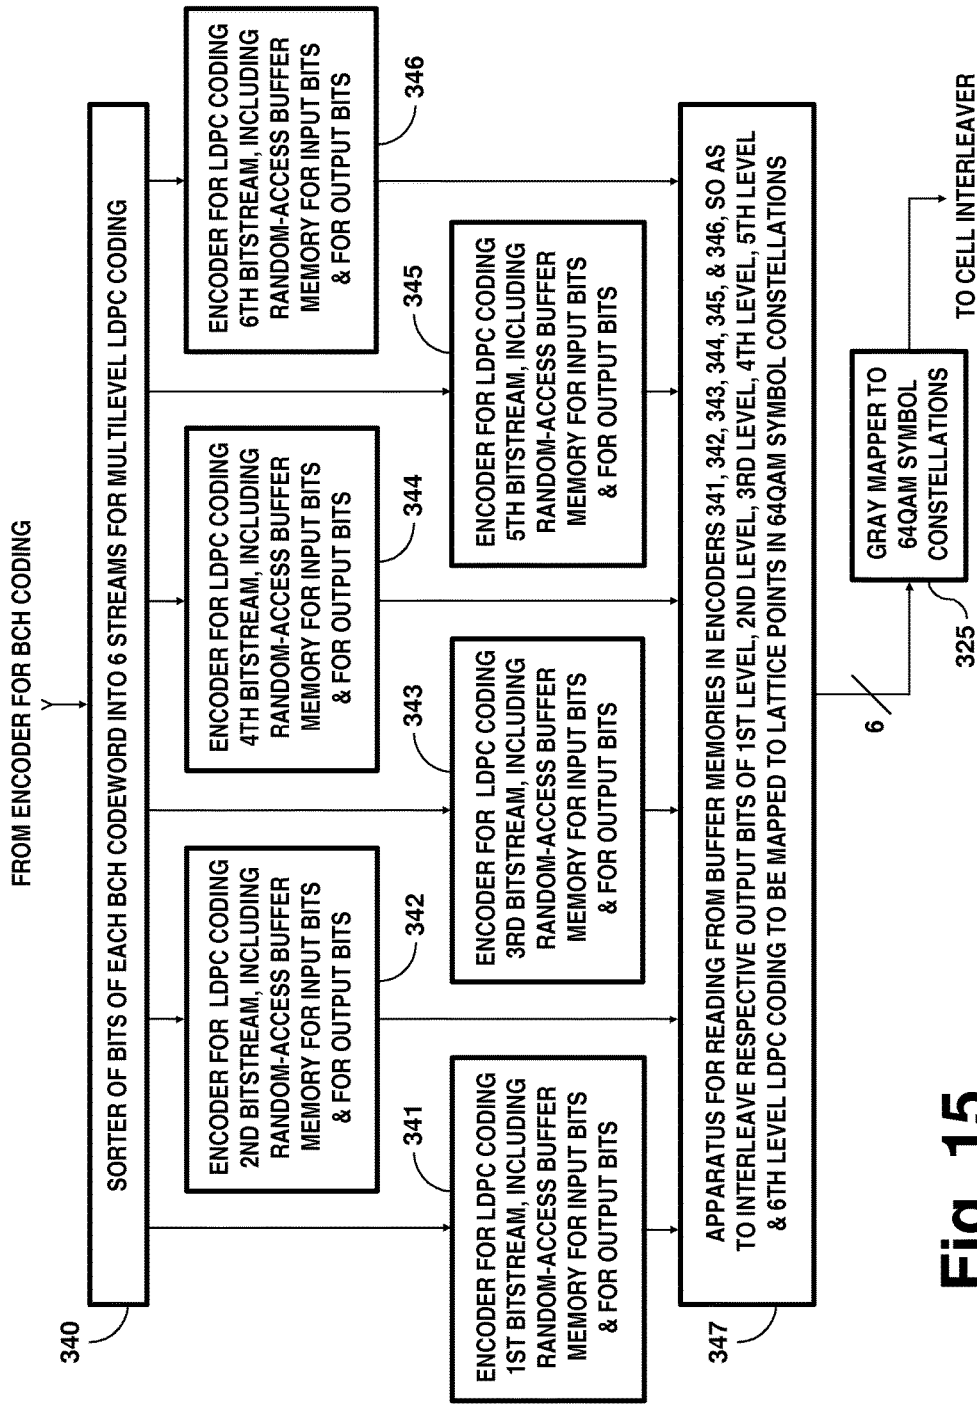 FROM ENCODER FOR BCH CODING
340
SORTER OF BITS OF EACH BCH CODEWORD INTO 6 STREAMS FOR MULTILEVEL LDPC CODING
ENCODER FOR LDPC CODING
2ND BITSTREAM, INCLUDING
RANDOM-ACCESS BUFFER
MEMORY FOR INPUT BITS
& FOR OUTPUT BITS
342
ENCODER FOR LDPC CODING
4TH BITSTREAM, INCLUDING
RANDOM-ACCESS BUFFER
MEMORY FOR INPUT BITS
& FOR OUTPUT BITS
344
ENCODER FOR LDPC CODING
6TH BITSTREAM, INCLUDING
RANDOM-ACCESS BUFFER
MEMORY FOR INPUT BITS
& FOR OUTPUT BITS
346
341
ENCODER FOR LDPC CODING
1ST BITSTREAM, INCLUDING
RANDOM-ACCESS BUFFER
MEMORY FOR INPUT BITS
& FOR OUTPUT BITS
343
ENCODER FOR LDPC CODING
3RD BITSTREAM, INCLUDING
RANDOM-ACCESS BUFFER
MEMORY FOR INPUT BITS
& FOR OUTPUT BITS
345
ENCODER FOR LDPC CODING
5TH BITSTREAM, INCLUDING
RANDOM-ACCESS BUFFER
MEMORY FOR INPUT BITS
& FOR OUTPUT BITS
347
APPARATUS FOR READING FROM BUFFER MEMORIES IN ENCODERS 341, 342, 343, 344, 345, & 346, SO AS
TO INTERLEAVE RESPECTIVE OUTPUT BITS OF 1ST LEVEL, 2ND LEVEL, 3RD LEVEL, 4TH LEVEL, 5TH LEVEL
& 6TH LEVEL LDPC CODING TO BE MAPPED TO LATTICE POINTS IN 64QAM SYMBOL CONSTELLATIONS
6
325
GRAY MAPPER TO
64QAM SYMBOL
CONSTELLATIONS
TO CELL INTERLEAVER
Fig. 15